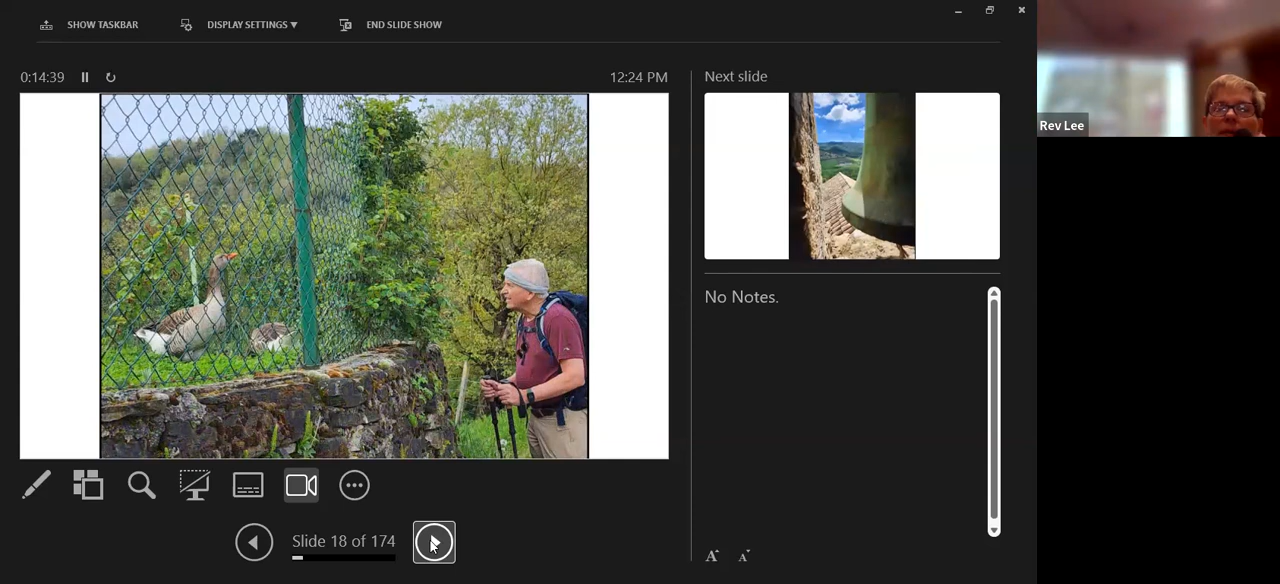 SHOW TASKBAR
DISPLAY SETTINGS ▼
END SLIDE SHOW
0:14:39
12:24 PM
Next slide
Rev Lee
No Notes.
Slide 18 of 174
A
A